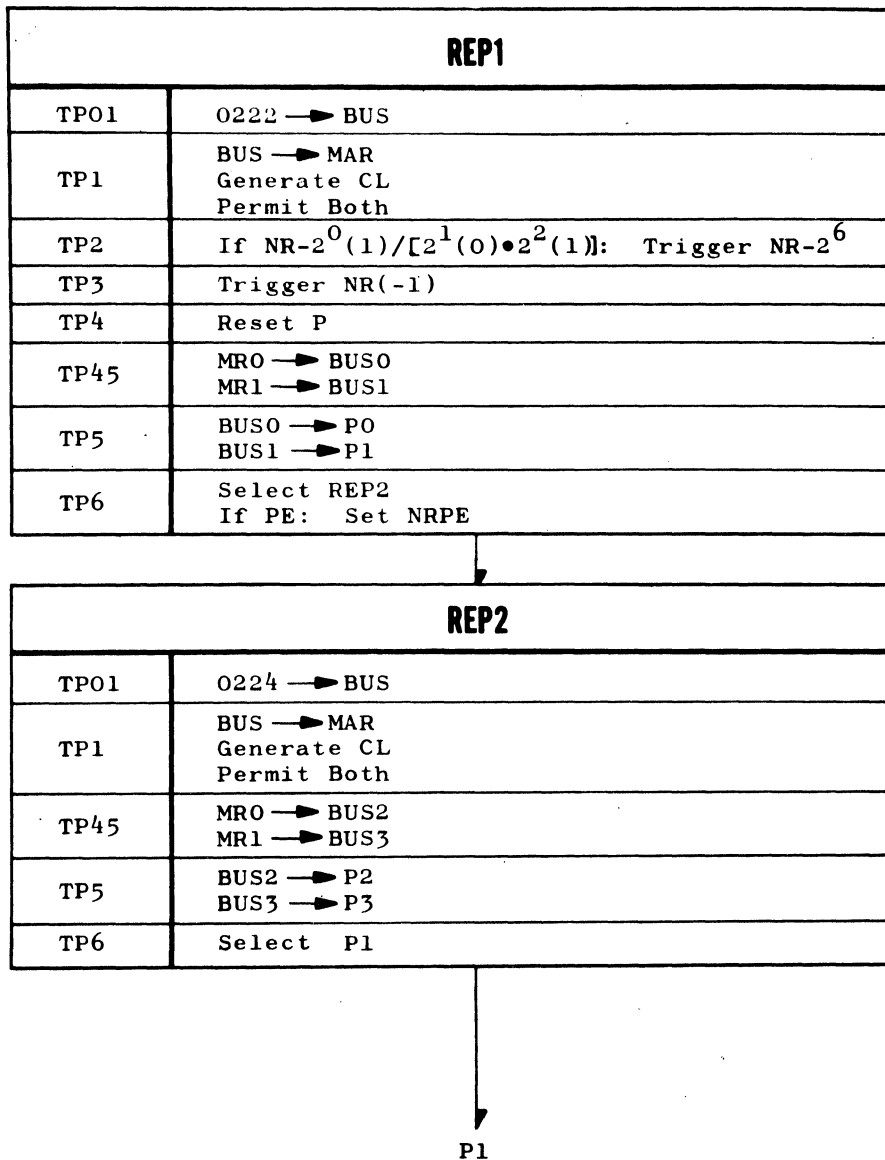 REP1
TP01 0222 → BUS
TP1 BUS → MAR
Generate CL
Permit Both
TP2 If NR-2⁰(1)/[2¹(0)•2²(1)]: Trigger NR-2⁶
TP3 Trigger NR(-1)
TP4 Reset P
TP45 MR0 → BUS0
MR1 → BUS1
TP5 BUS0 → P0
BUS1 → P1
TP6 Select REP2
If PE: Set NRPE
REP2
TP01 0224 → BUS
TP1 BUS → MAR
Generate CL
Permit Both
TP45 MR0 → BUS2
MR1 → BUS3
TP5 BUS2 → P2
BUS3 → P3
TP6 Select P1
P1